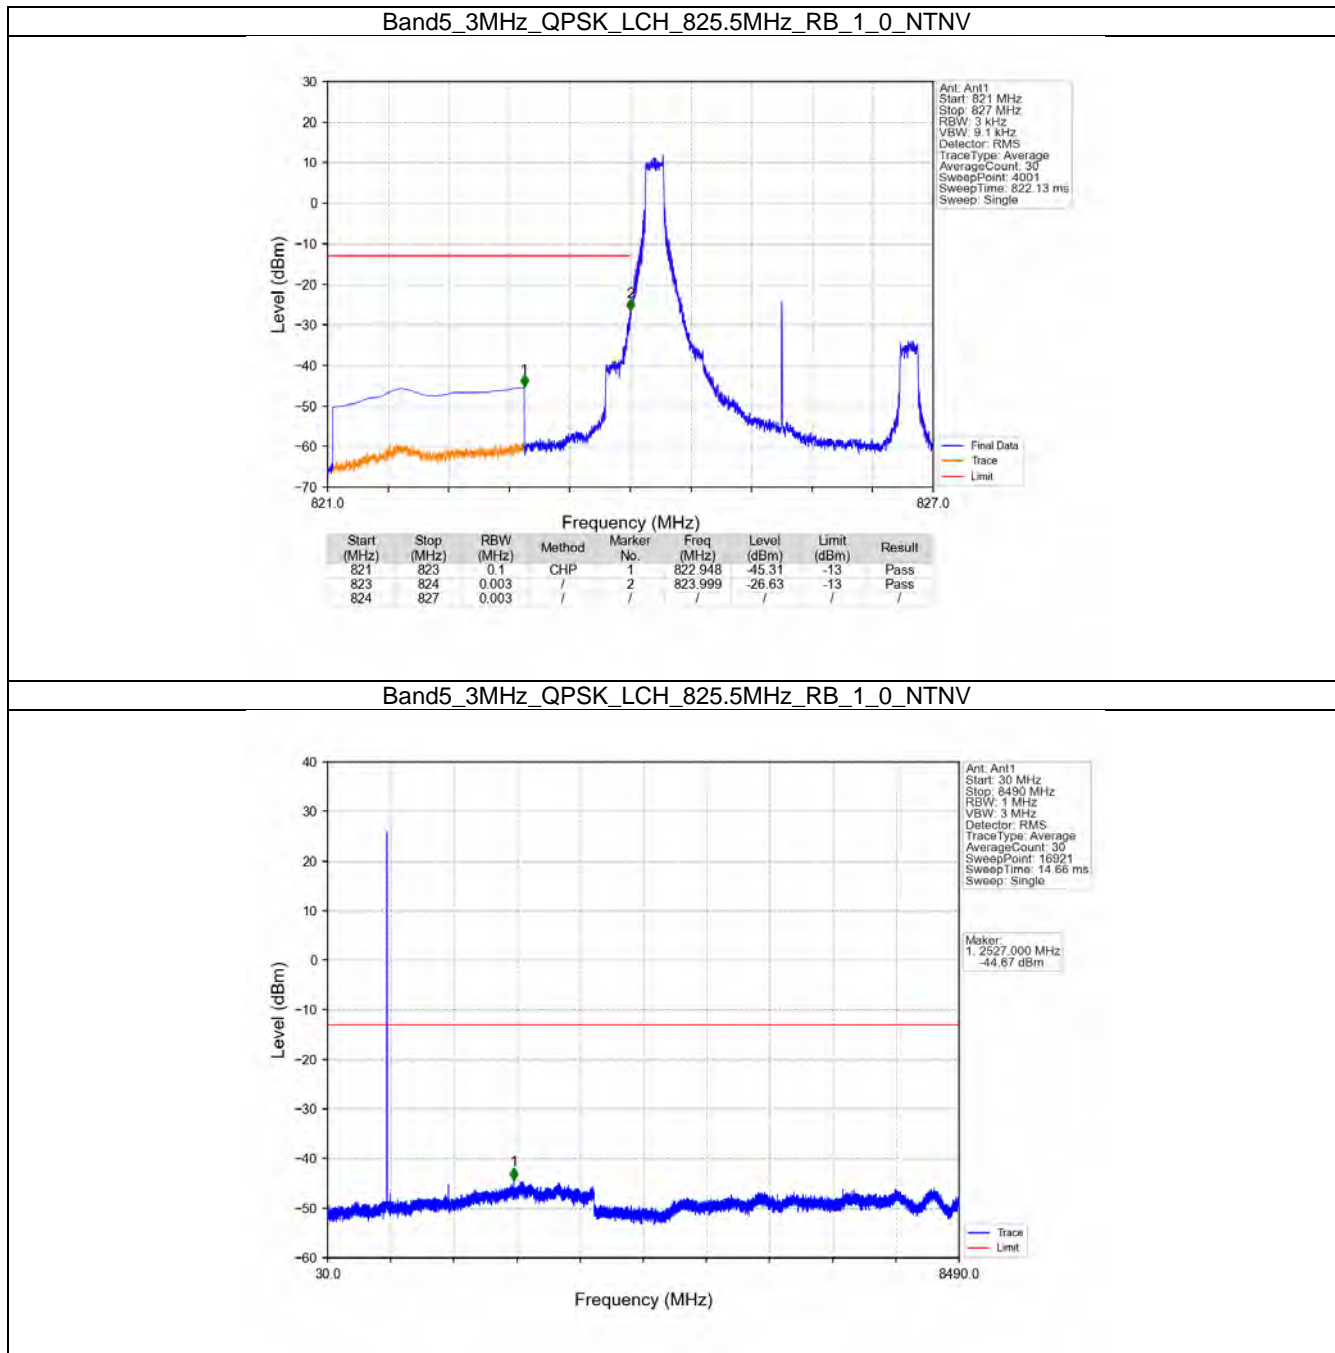 Band5_3MHz_QPSK_LCH_825.5MHz_RB_1_0_NTNV
30
20
10
0
−10
−20
−30
−40
−50
−60
−70
Level (dBm)
1
2
821.0
827.0
Frequency (MHz)
Ant: Ant1
Start: 821 MHz
Stop: 827 MHz
RBW: 3 kHz
VBW: 9.1 kHz
Detector: RMS
TraceType: Average
AverageCount: 30
SweepPoint: 4001
SweepTime: 822.13 ms
Sweep: Single
Final Data
Trace
Limit
Start (MHz) Stop (MHz) RBW (MHz) Method Marker No. Freq (MHz) Level (dBm) Limit (dBm) Result
821 823 0.1 CHP 1 822.948 -45.31 -13 Pass
823 824 0.003 / 2 823.999 -26.63 -13 Pass
824 827 0.003 / / / / / /
Band5_3MHz_QPSK_LCH_825.5MHz_RB_1_0_NTNV
40
30
20
10
0
−10
−20
−30
−40
−50
−60
Level (dBm)
1
30.0
8490.0
Frequency (MHz)
Ant: Ant1
Start: 30 MHz
Stop: 8490 MHz
RBW: 1 MHz
VBW: 3 MHz
Detector: RMS
TraceType: Average
AverageCount: 30
SweepPoint: 16921
SweepTime: 14.66 ms
Sweep: Single
Maker:
1. 2527.000 MHz
-44.67 dBm
Trace
Limit